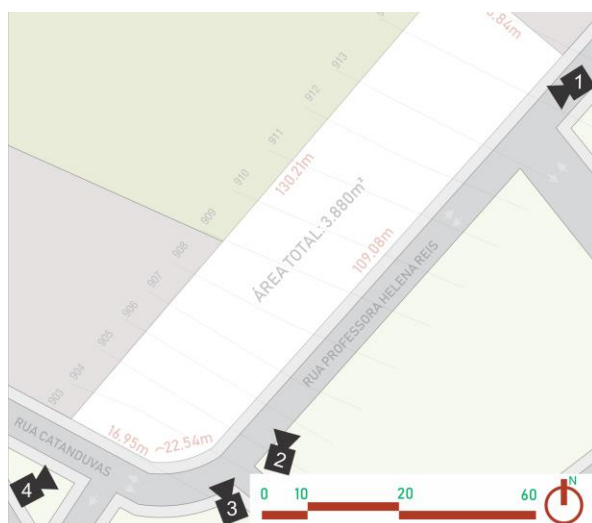 _.84m
1
913
912
911
910
909
908
907
906
905
904
903
130.21m
ÁREA TOTAL: 3.880m²
109.08m
RUA PROFESSORA HELENA REIS
16.95m ~22.54m
RUA CATANDUVAS
2
3
4
N
0 10 20 60